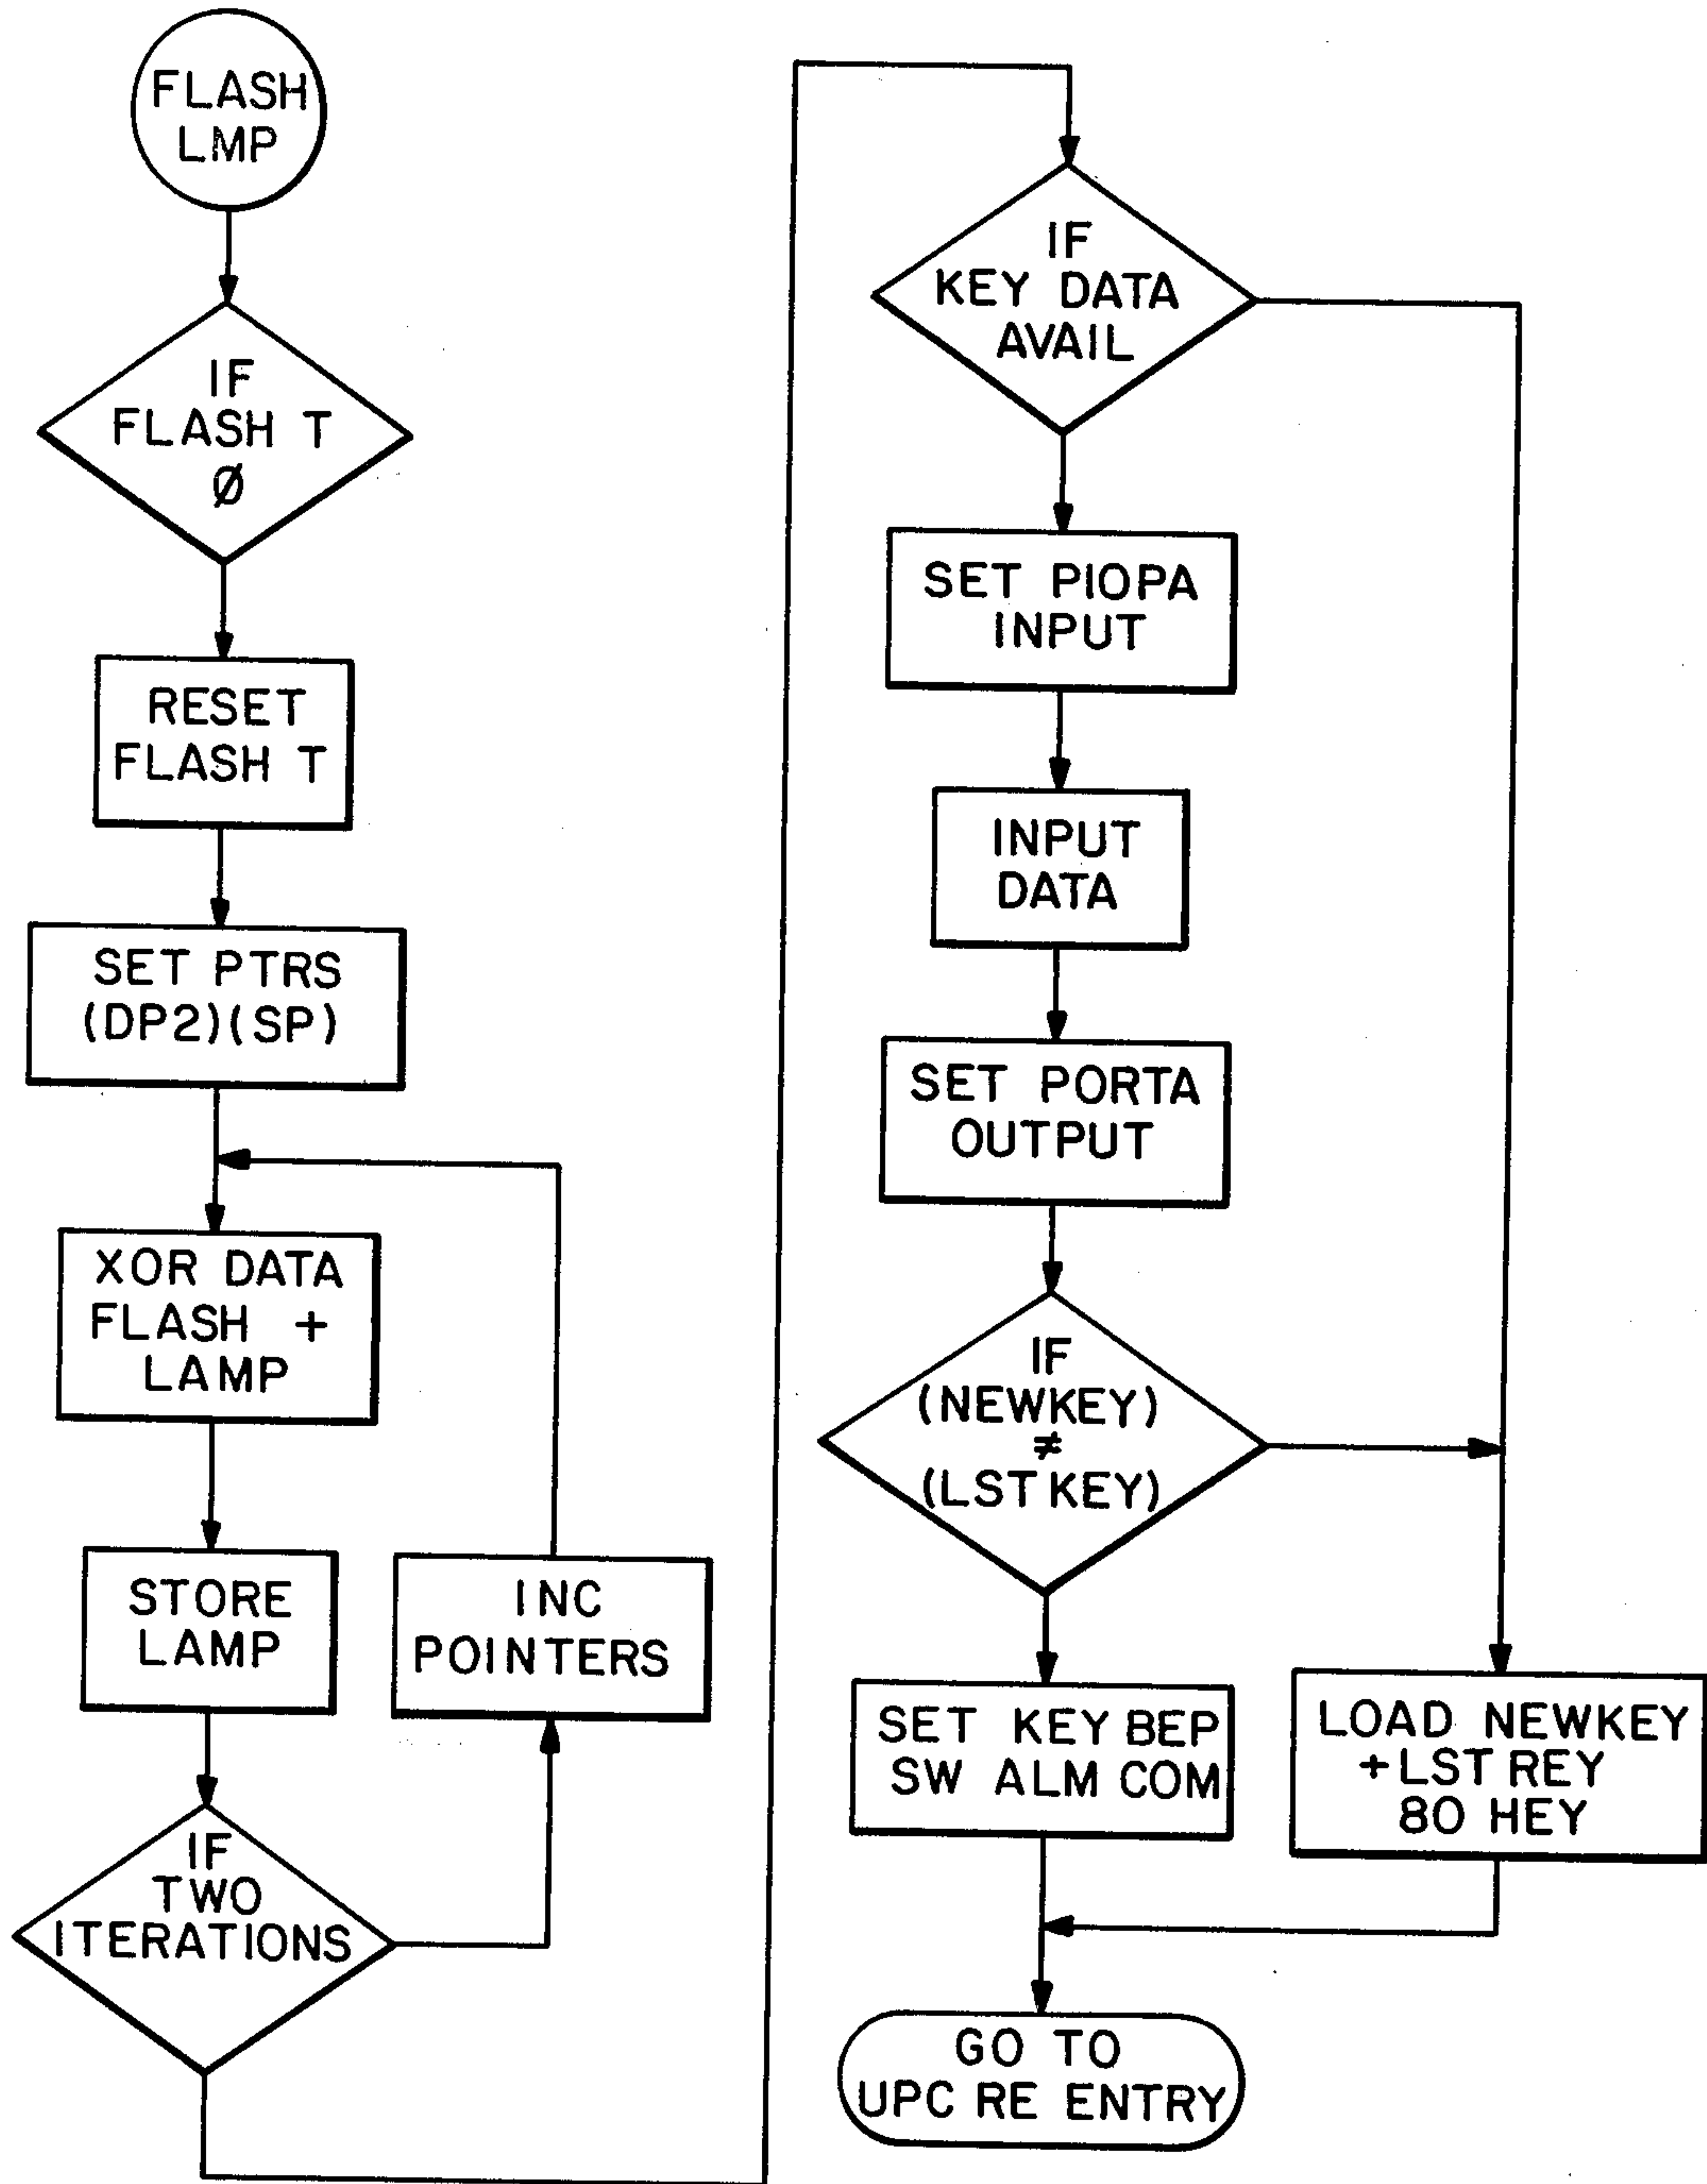 FLASH
LMP
IF
FLASH T
Ø
RESET
FLASH T
SET PTRS
(DP2)(SP)
XOR DATA
FLASH +
LAMP
STORE
LAMP
INC
POINTERS
IF
TWO
ITERATIONS
IF
KEY DATA
AVAIL
SET PIOPA
INPUT
INPUT
DATA
SET PORTA
OUTPUT
IF
(NEWKEY)
≠
(LST KEY)
SET KEY BEP
SW ALM COM
LOAD NEWKEY
+LST REY
80 HEY
GO TO
UPC RE ENTRY